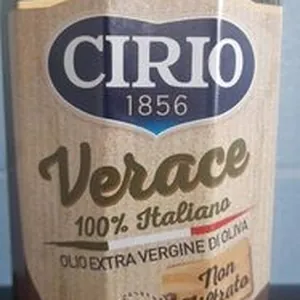 CIRIO
1856
Verace
100% Italiano
OLIO EXTRA VERGINE DI OLIVA
Non